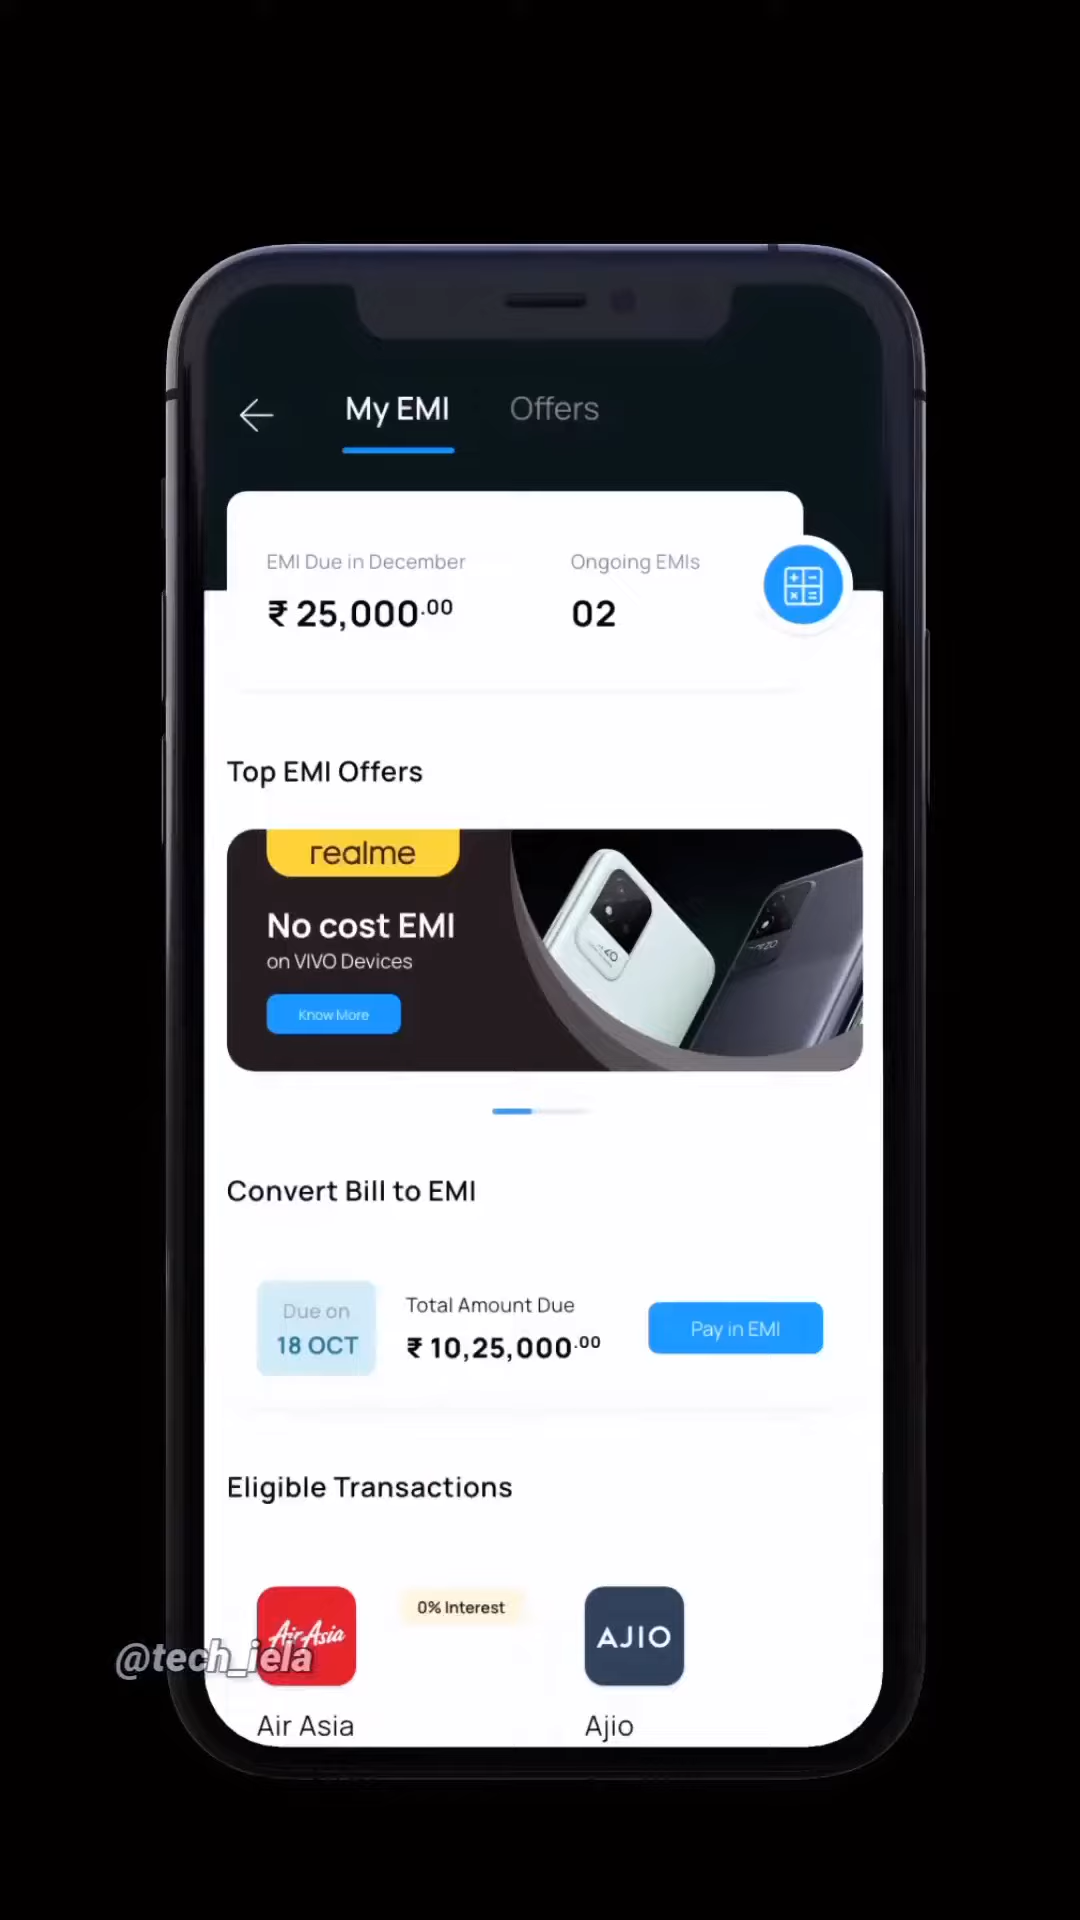 My EMI
Offers
EMI Due in December
Ongoing EMIs
₹ 25,000.00
02
Top EMI Offers
realme
No cost EMI
on VIVO Devices
Know More
Convert Bill to EMI
Due on
18 OCT
Total Amount Due
₹ 10,25,000.00
Pay in EMI
Eligible Transactions
AirAsia
0% Interest
AJIO
@tech_iela
Air Asia
Ajio